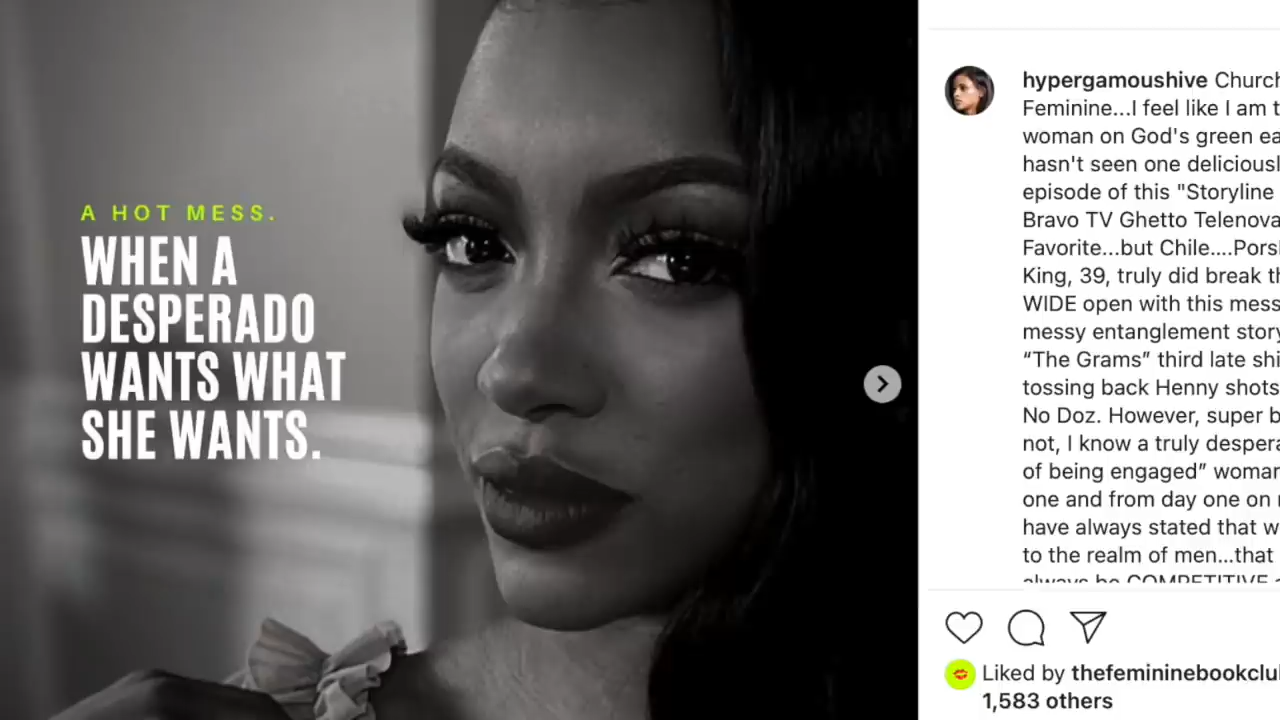 A HOT MESS.
WHEN A
DESPERADO
WANTS WHAT
SHE WANTS.
hypergamoushive Church
Feminine...I feel like I am t
woman on God's green ea
hasn't seen one deliciousl
episode of this "Storyline
Bravo TV Ghetto Telenova
Favorite...but Chile....Pors
King, 39, truly did break th
WIDE open with this mess
messy entanglement story
“The Grams” third late shi
tossing back Henny shots
No Doz. However, super b
not, I know a truly despera
of being engaged” woman
one and from day one on
have always stated that w
to the realm of men...that
always be COMPETITIVE
Liked by thefemininebookclu
1,583 others